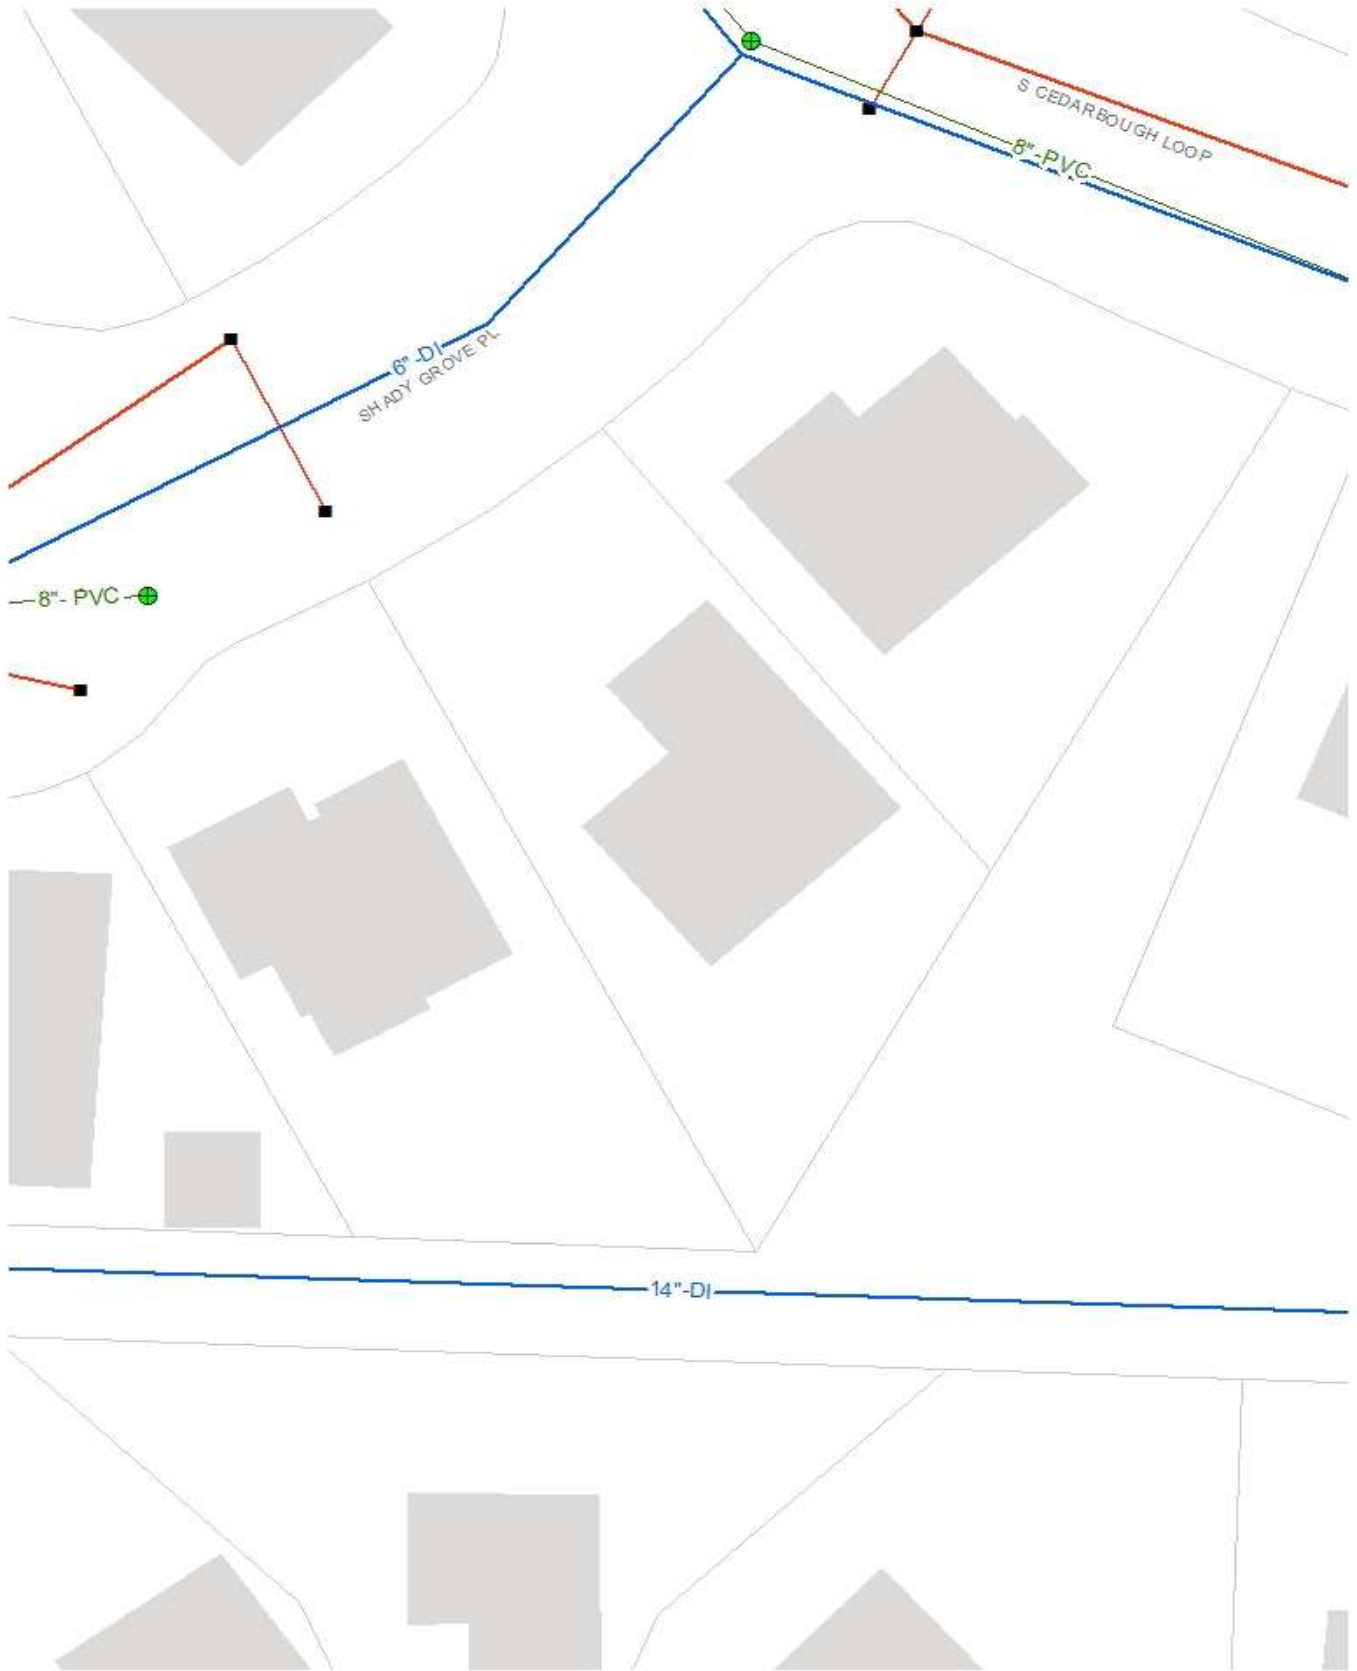 S CEDARBOUGH LOOP
8"-PVC
6"-DI
SHADY GROVE PL
8"- PVC
14"-DI